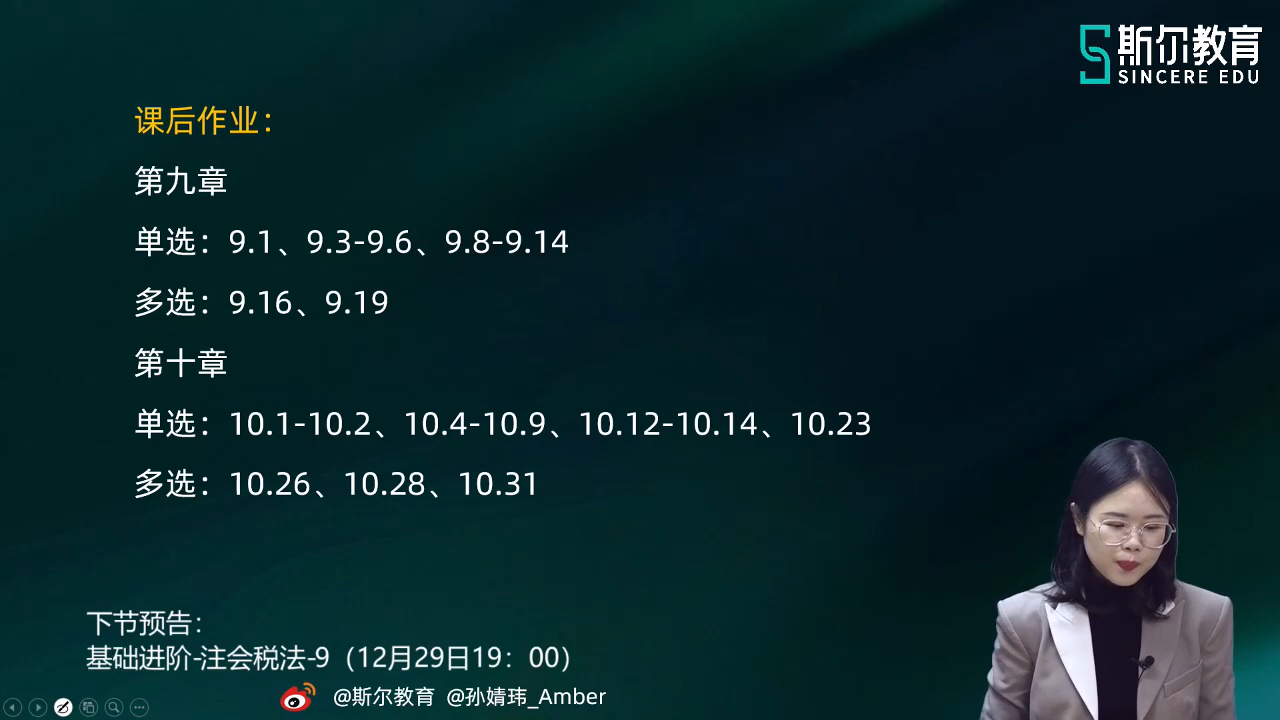 斯尔教育
SINCERE EDU
课后作业：
第九章
单选：9.1、9.3-9.6、9.8-9.14
多选：9.16、9.19
第十章
单选：10.1-10.2、10.4-10.9、10.12-10.14、10.23
多选：10.26、10.28、10.31
下节预告：
基础进阶-注会税法-9（12月29日19：00）
@斯尔教育 @孙婧玮_Amber